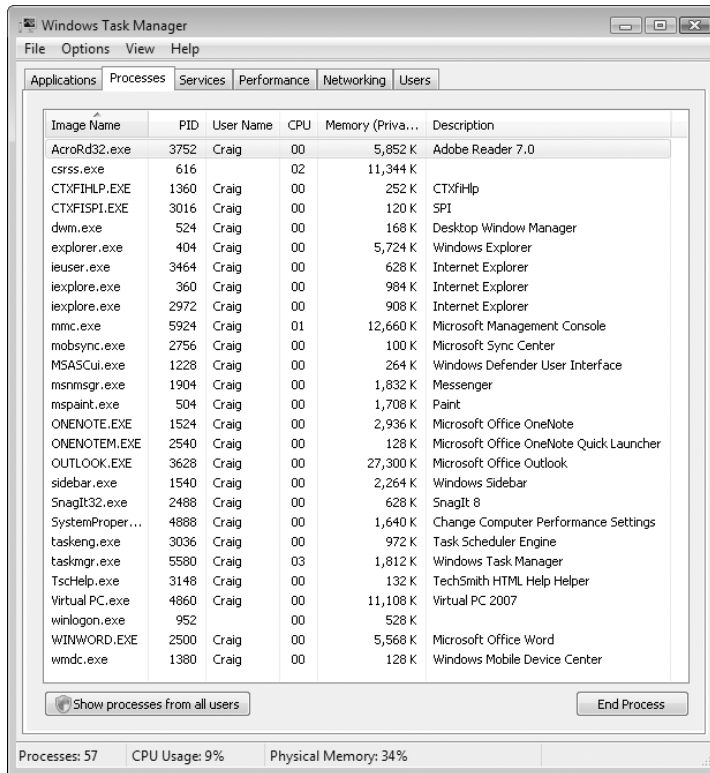 Windows Task Manager
File Options View Help
Applications Processes Services Performance Networking Users
Image Name PID User Name CPU Memory (Priva... Description
AcroRd32.exe 3752 Craig 00 5,852 K Adobe Reader 7.0
csrss.exe 616 02 11,344 K
CTXFIHLP.EXE 1360 Craig 00 252 K CTXfiHlp
CTXFISPI.EXE 3016 Craig 00 120 K SPI
dwm.exe 524 Craig 00 168 K Desktop Window Manager
explorer.exe 404 Craig 00 5,724 K Windows Explorer
ieuser.exe 3464 Craig 00 628 K Internet Explorer
iexplore.exe 360 Craig 00 984 K Internet Explorer
iexplore.exe 2972 Craig 00 908 K Internet Explorer
mmc.exe 5924 Craig 01 12,660 K Microsoft Management Console
mobsync.exe 2756 Craig 00 100 K Microsoft Sync Center
MSASCui.exe 1228 Craig 00 264 K Windows Defender User Interface
msnmsgr.exe 1904 Craig 00 1,832 K Messenger
mspaint.exe 504 Craig 00 1,708 K Paint
ONENOTE.EXE 1524 Craig 00 2,936 K Microsoft Office OneNote
ONENOTEM.EXE 2540 Craig 00 128 K Microsoft Office OneNote Quick Launcher
OUTLOOK.EXE 3628 Craig 00 27,300 K Microsoft Office Outlook
sidebar.exe 1540 Craig 00 2,264 K Windows Sidebar
SnagIt32.exe 2488 Craig 00 628 K SnagIt 8
SystemProper... 4888 Craig 00 1,640 K Change Computer Performance Settings
taskeng.exe 3036 Craig 00 972 K Task Scheduler Engine
taskmgr.exe 5580 Craig 03 1,812 K Windows Task Manager
TscHelp.exe 3148 Craig 00 132 K TechSmith HTML Help Helper
Virtual PC.exe 4860 Craig 00 11,108 K Virtual PC 2007
winlogon.exe 952 00 528 K
WINWORD.EXE 2500 Craig 00 5,568 K Microsoft Office Word
wmdc.exe 1380 Craig 00 128 K Windows Mobile Device Center
Show processes from all users End Process
Processes: 57 CPU Usage: 9% Physical Memory: 34%